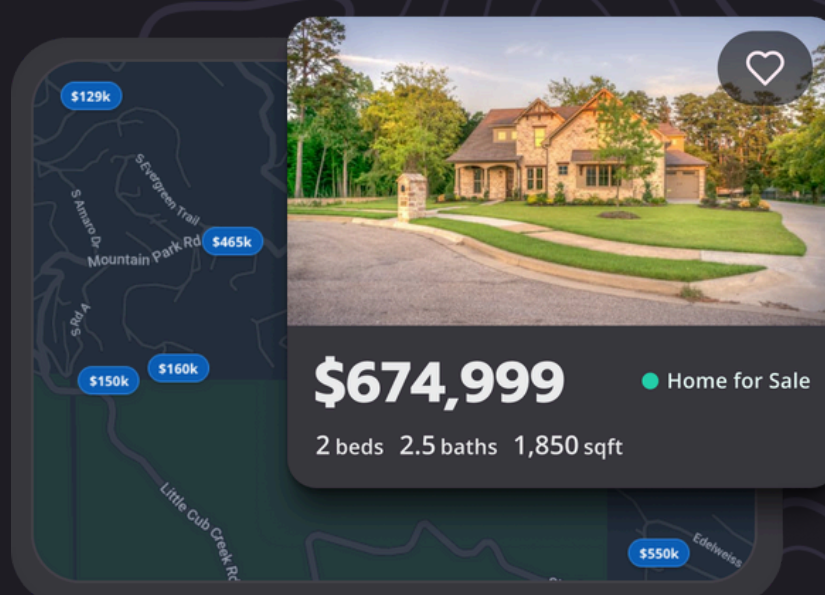 $129k
S Evergreen Trail
S Amaro Dr
Mountain Park Rd
$465k
S Rd A
$150k
$160k
$674,999
Home for Sale
2 beds 2.5 baths 1,850 sqft
Little Cub Creek Rd
$550k
Edelweiss